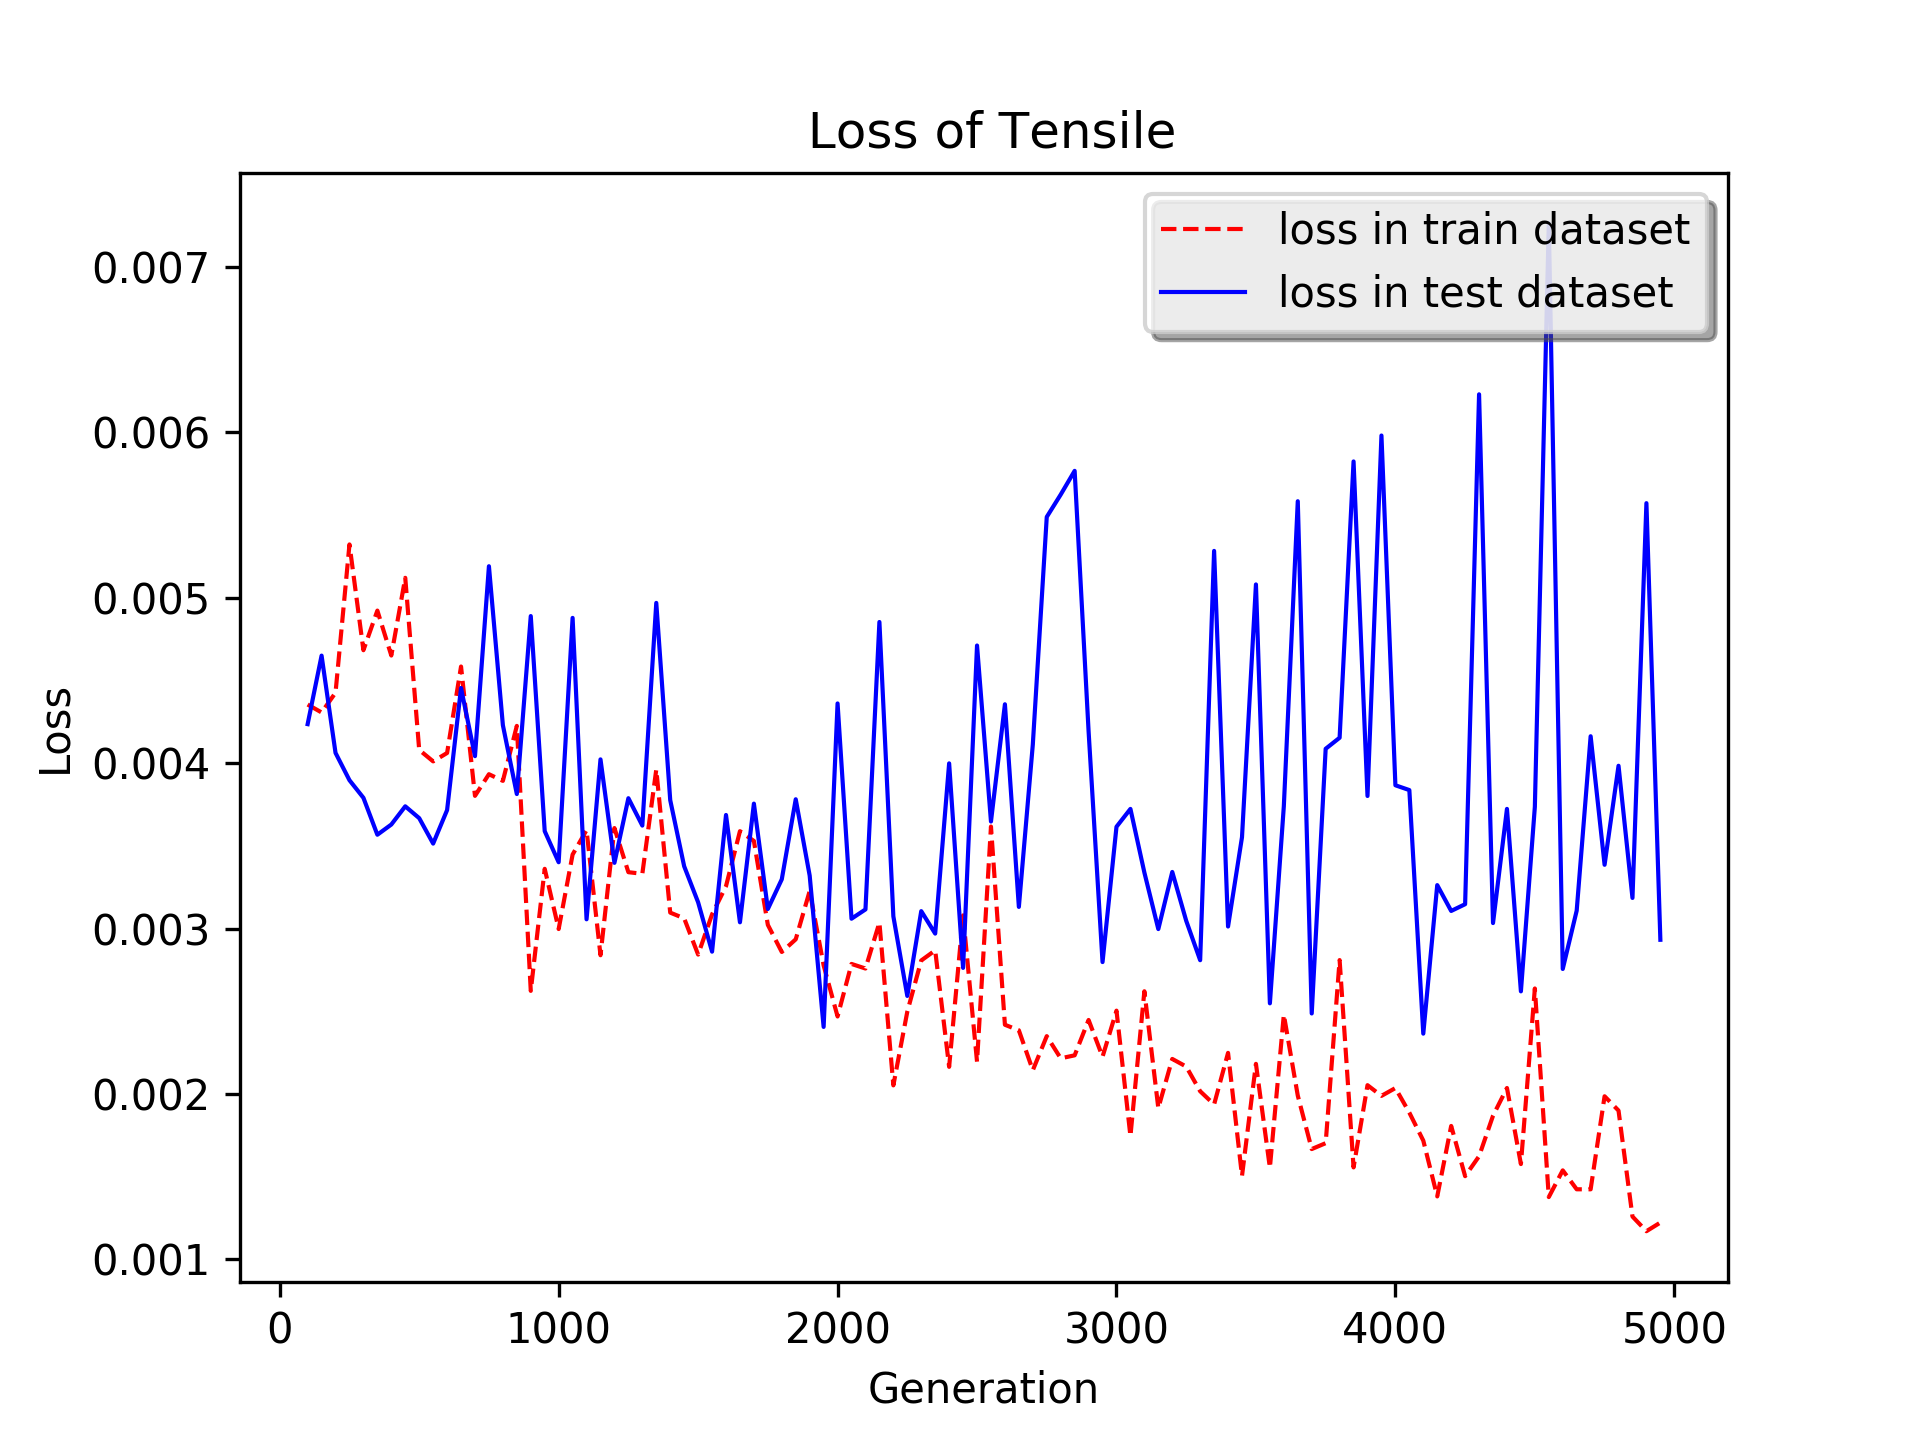 Loss of Tensile
loss in train dataset
loss in test dataset
0.007
0.006
0.005
0.004
0.003
0.002
0.001
Loss
0 1000 2000 3000 4000 5000
Generation